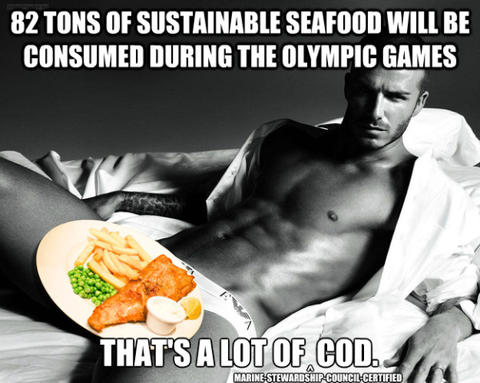 82 TONS OF SUSTAINABLE SEAFOOD WILL BE
CONSUMED DURING THE OLYMPIC GAMES
THAT'S A LOT OF ^ COD.
MARINE-STEWARDSHIP-COUNCIL-CERTIFIED